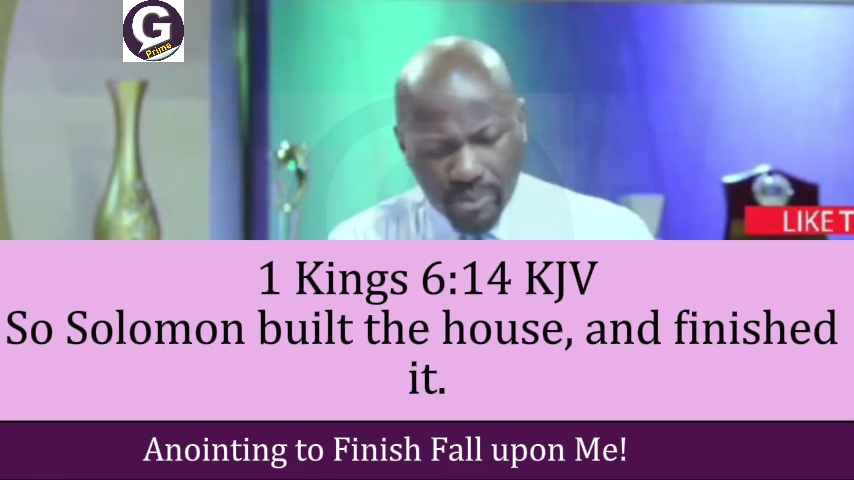 G
Prime
LIKE T
1 Kings 6:14 KJV
So Solomon built the house, and finished
it.
Anointing to Finish Fall upon Me!